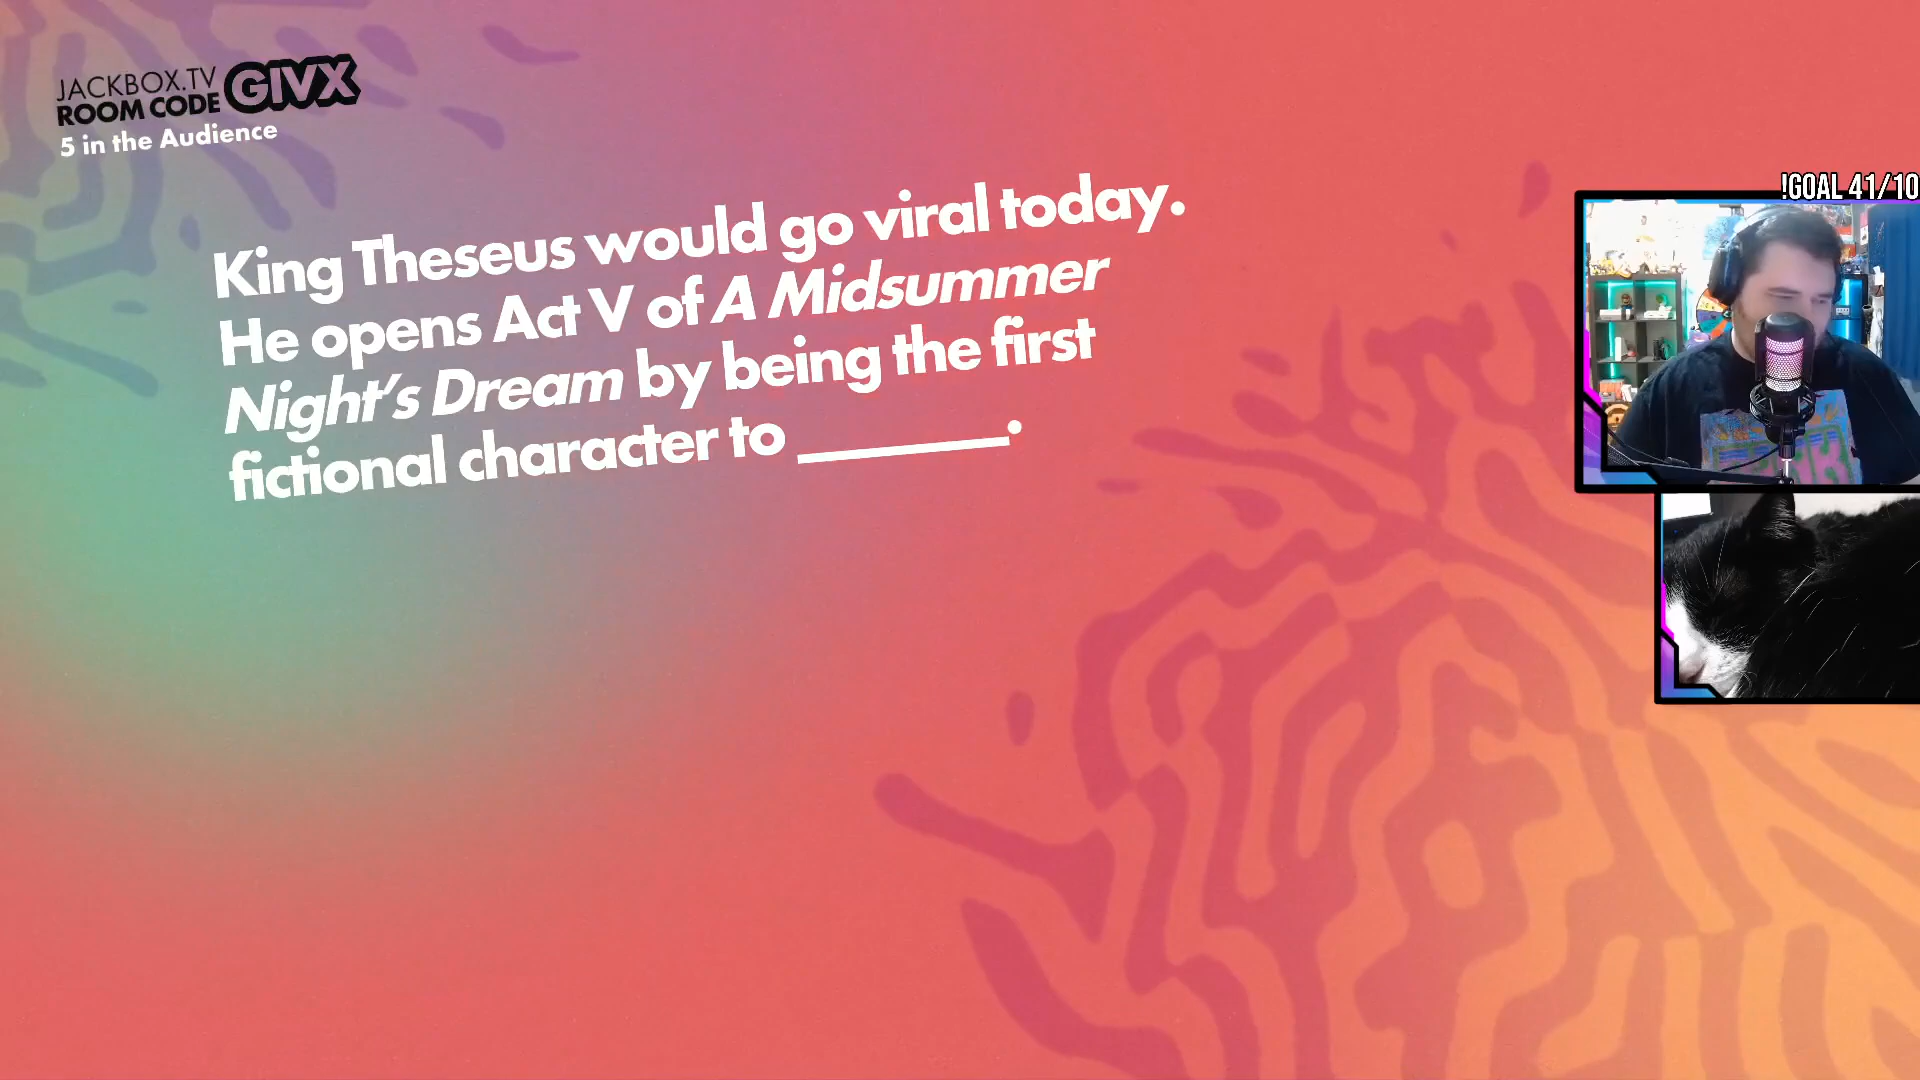 JACKBOX.TV
ROOM CODE GIVX
5 in the Audience
!GOAL 41/10
King Theseus would go viral today.
He opens Act V of A Midsummer
Night's Dream by being the first
fictional character to ________.